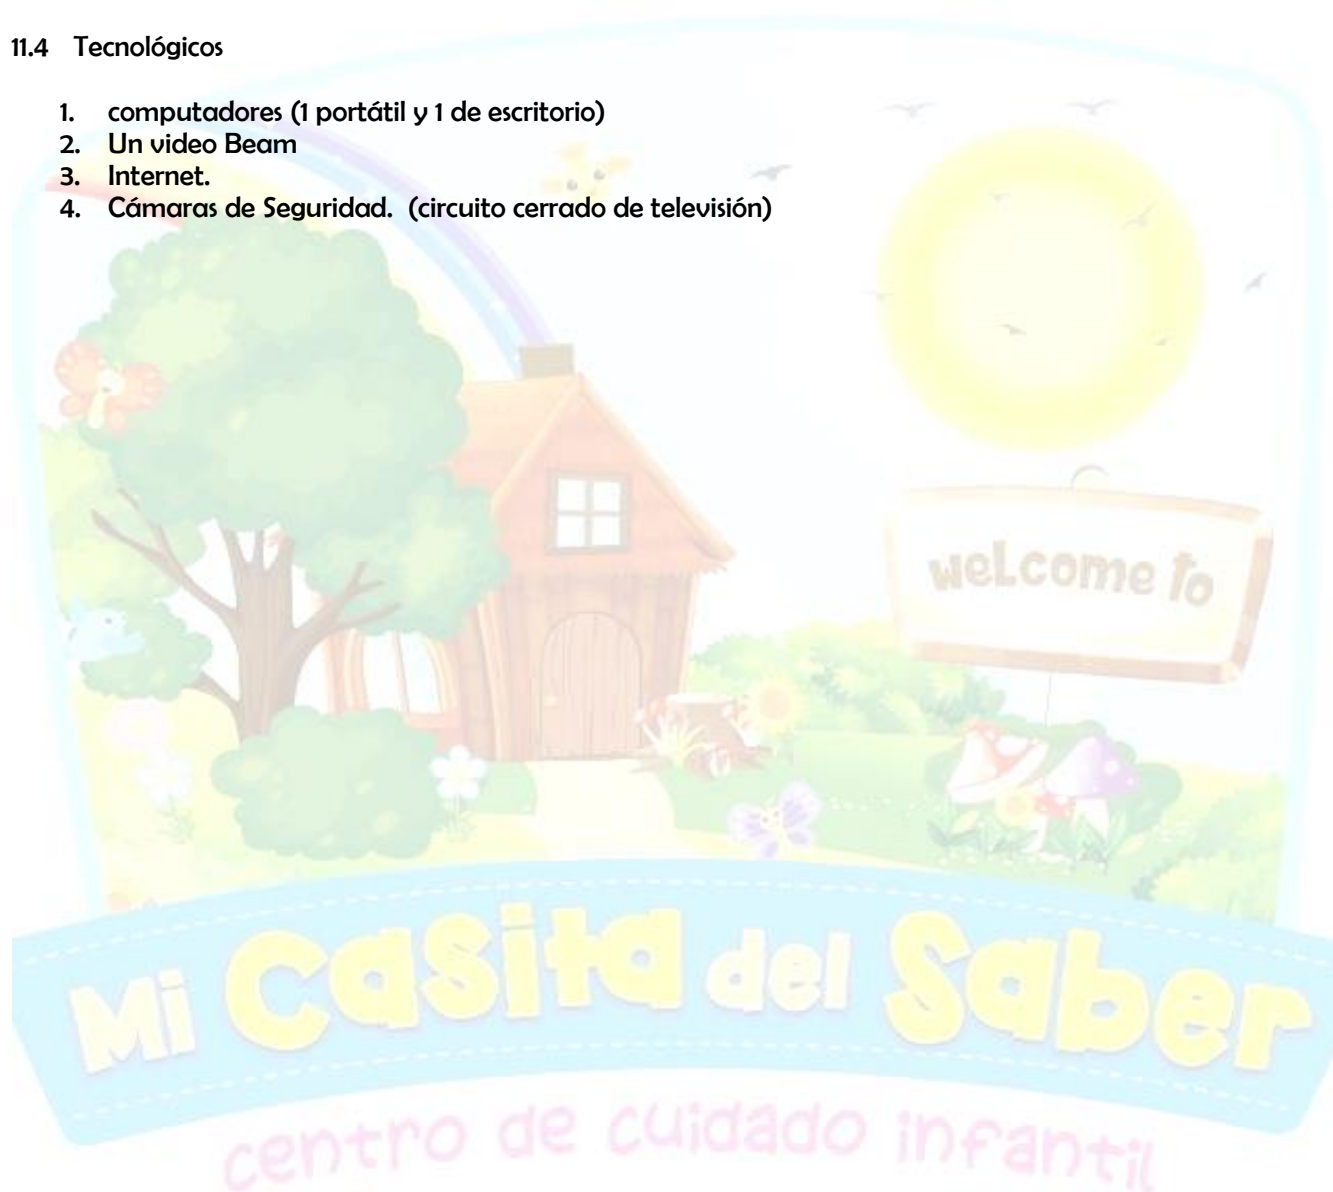 11.4 Tecnológicos
1. computadores (1 portátil y 1 de escritorio)
2. Un video Beam
3. Internet.
4. Cámaras de Seguridad. (circuito cerrado de televisión)
welcome To
Mi Casita del Saber
centro de cuidado infantil